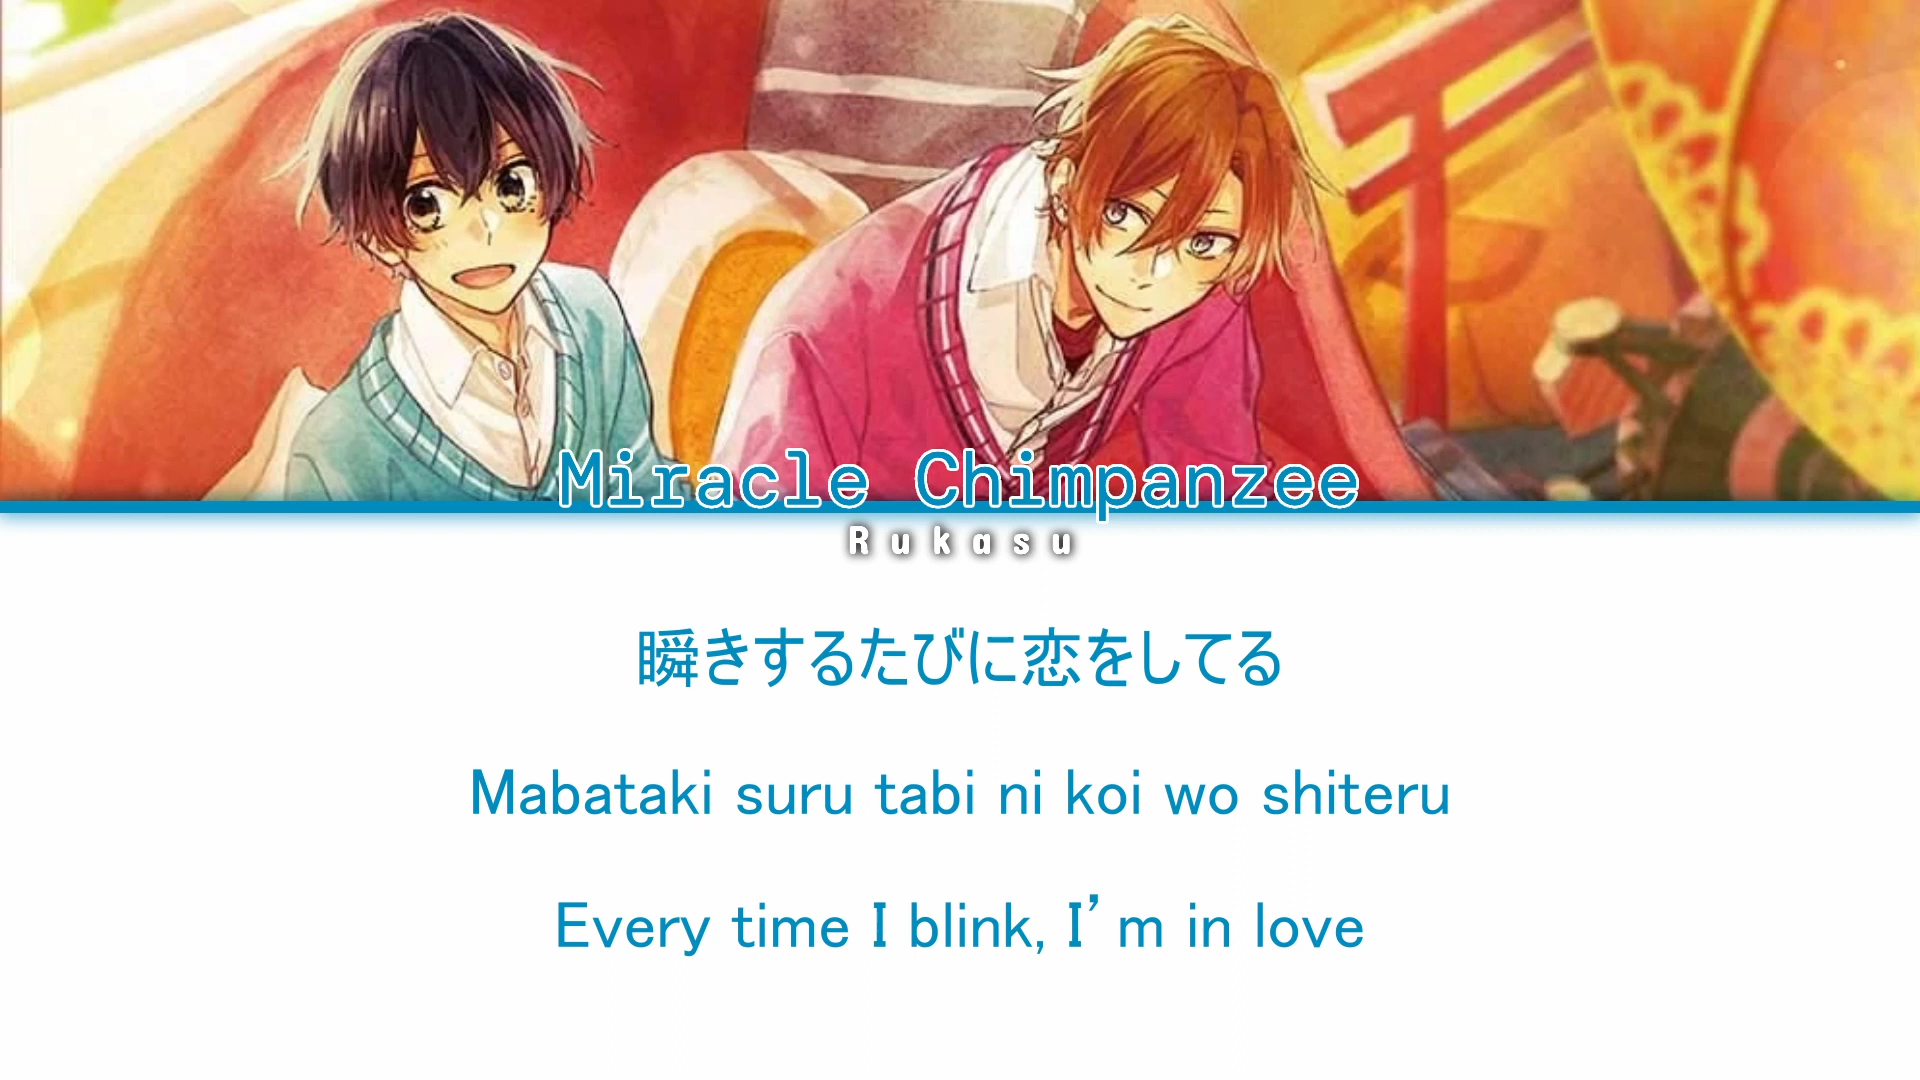 Miracle Chimpanzee
Rukasu
瞬きするたびに恋をしてる
Mabataki suru tabi ni koi wo shiteru
Every time I blink, I’m in love